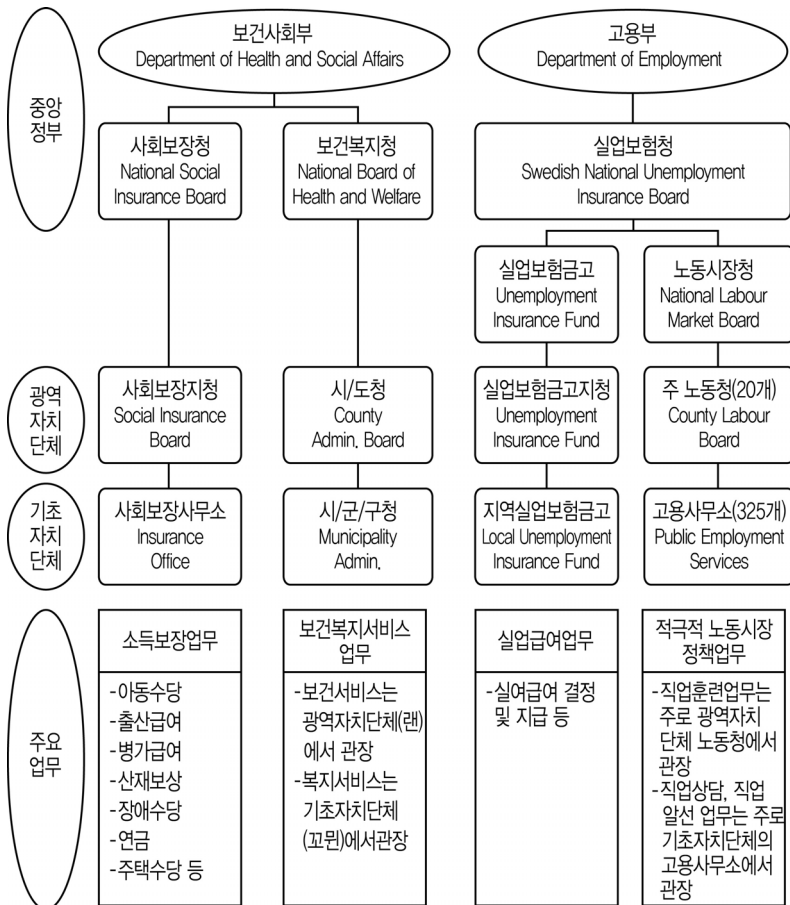 보건사회부
Department of Health and Social Affairs
고용부
Department of Employment
중앙
정부
사회보장청
National Social
Insurance Board
보건복지청
National Board of
Health and Welfare
실업보험청
Swedish National Unemployment
Insurance Board
실업보험금고
Unemployment
Insurance Fund
노동시장청
National Labour
Market Board
광역
자치
단체
사회보장지청
Social Insurance
Board
시/도청
County
Admin. Board
실업보험금고지청
Unemployment
Insurance Fund
주 노동청(20개)
County Labour
Board
기초
자치
단체
사회보장사무소
Insurance
Office
시/군/구청
Municipality
Admin.
지역실업보험금고
Local Unemployment
Insurance Fund
고용사무소(325개)
Public Employment
Services
주요
업무
소득보장업무
-아동수당
-출산급여
-병가급여
-산재보상
-장애수당
-연금
-주택수당 등
보건복지서비스
업무
-보건서비스는
광역자치단체(랜)
에서 관장
-복지서비스는
기초자치단체
(꼬뮌)에서관장
실업급여업무
-실여급여 결정
및 지급 등
적극적 노동시장
정책업무
-직업훈련업무는
주로 광역자치
단체 노동청에서
관장
-직업상담, 직업
알선 업무는 주로
기초자치단체의
고용사무소에서
관장